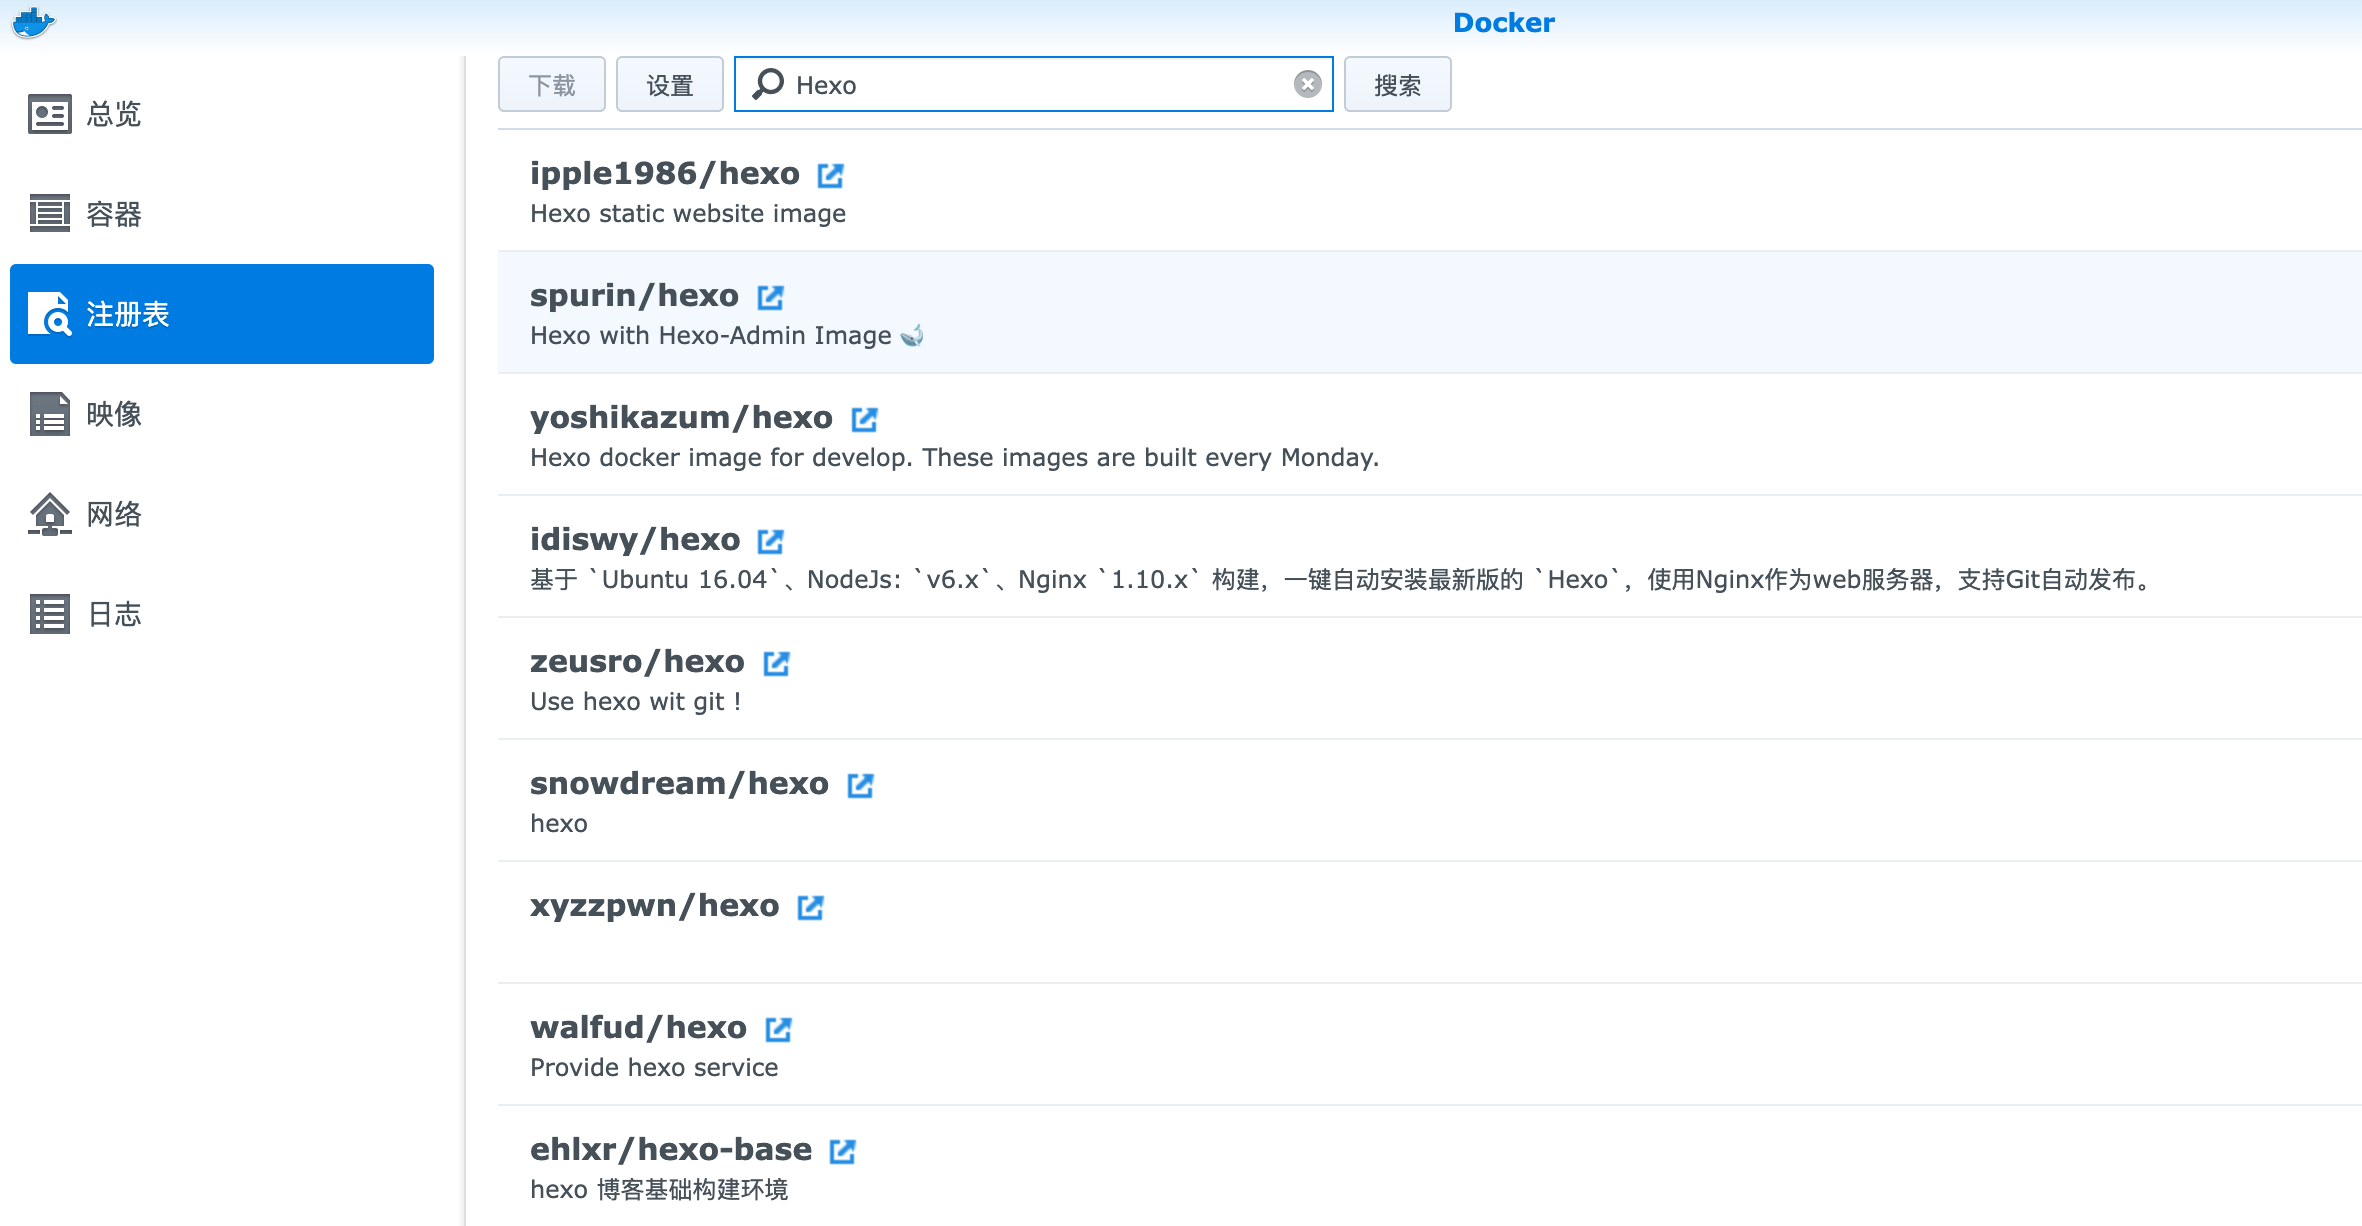 Docker
总览
容器
注册表
映像
网络
日志
下载 设置 Hexo 搜索
ipple1986/hexo
Hexo static website image
spurin/hexo
Hexo with Hexo-Admin Image 🐳
yoshikazum/hexo
Hexo docker image for develop. These images are built every Monday.
idiswy/hexo
基于 `Ubuntu 16.04`、NodeJs: `v6.x`、Nginx `1.10.x` 构建，一键自动安装最新版的 `Hexo`，使用Nginx作为web服务器，支持Git自动发布。
zeusro/hexo
Use hexo wit git !
snowdream/hexo
hexo
xyzzpwn/hexo
walfud/hexo
Provide hexo service
ehlxr/hexo-base
hexo 博客基础构建环境